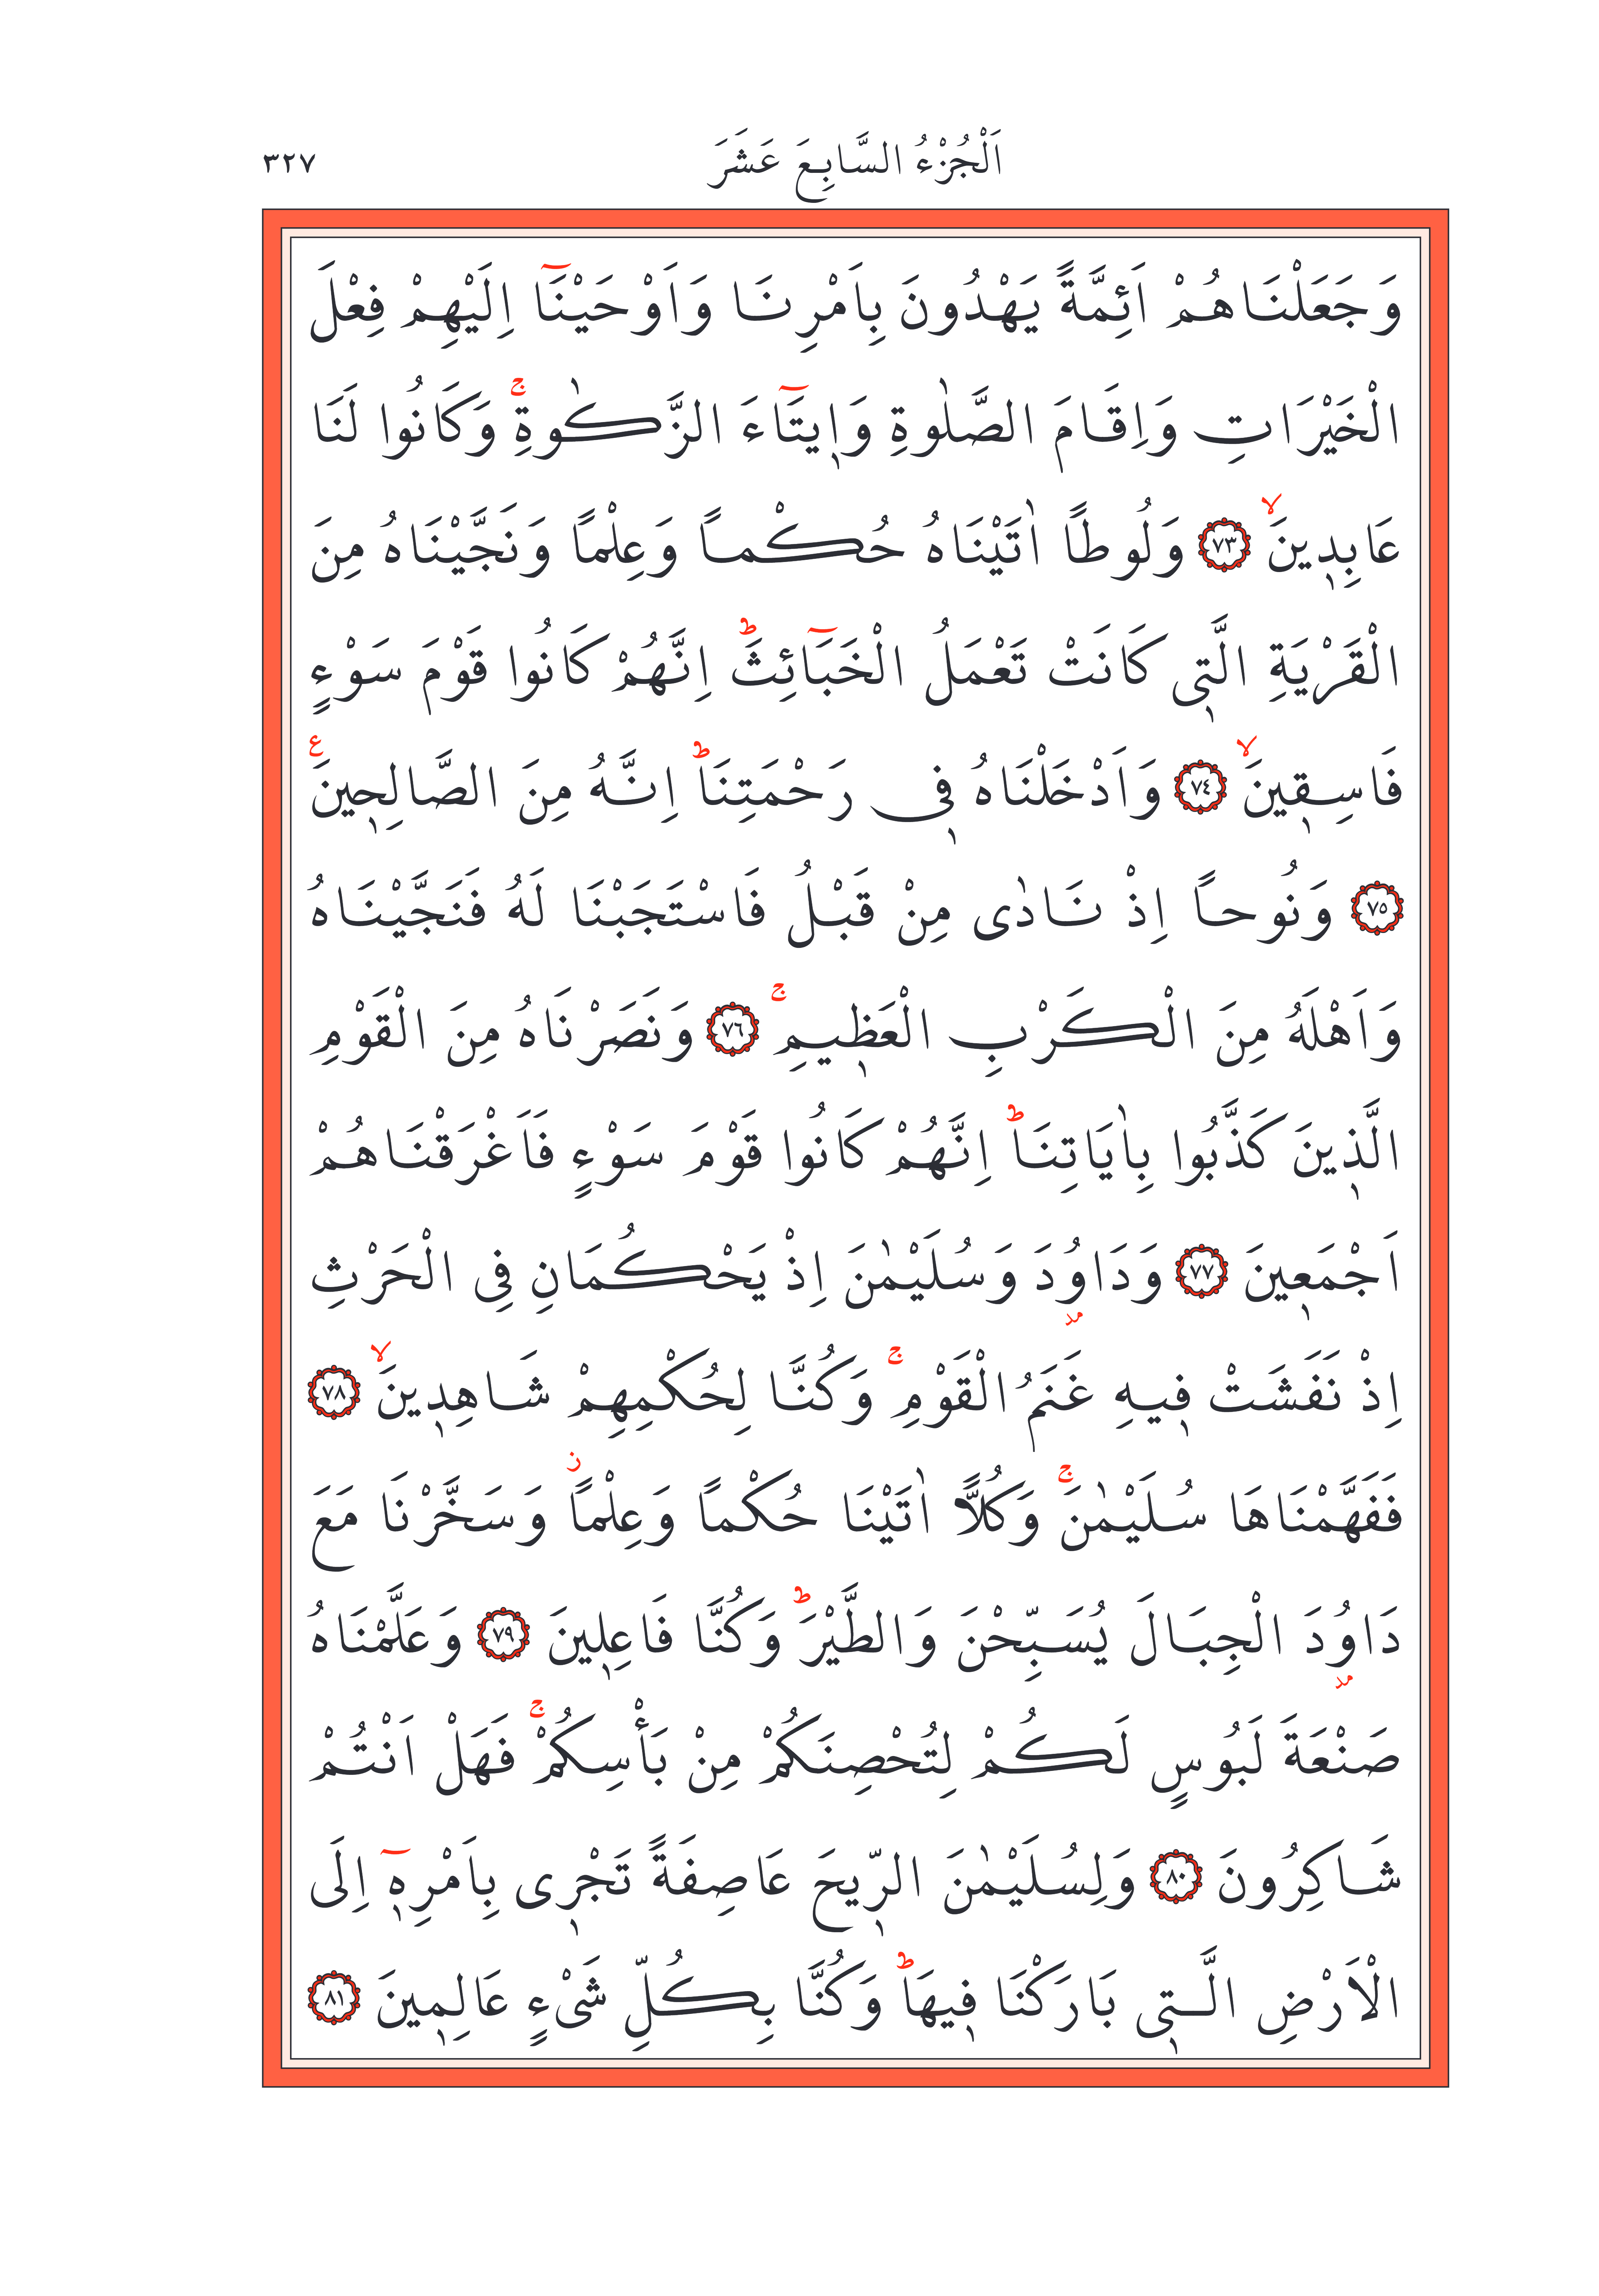 اَلْجُزْءُ السَّابِعَ عَشَرَ
٣٢٧
وَجَعَلْنَاهُمْ اَئِمَّةً يَهْدُونَ بِاَمْرِنَا وَاَوْحَيْنَٓا اِلَيْهِمْ فِعْلَ
الْخَيْرَاتِ وَاِقَامَ الصَّلٰوةِ وَا۪يتَٓاءَ الزَّكٰوةِۚ وَكَانُوا لَنَا
عَابِد۪ينَۙ ﴿٧٣﴾ وَلُوطًا اٰتَيْنَاهُ حُكْماً وَعِلْمًا وَنَجَّيْنَاهُ مِنَ
الْقَرْيَةِ الَّت۪ى كَانَتْ تَعْمَلُ الْخَبَٓائِثَۜ اِنَّهُمْ كَانُوا قَوْمَ سَوْءٍ
فَاسِق۪ينَۙ ﴿٧٤﴾ وَاَدْخَلْنَاهُ ف۪ى رَحْمَتِنَاۜ اِنَّهُ مِنَ الصَّالِح۪ينَ۟
﴿٧٥﴾ وَنُوحاً اِذْ نَادٰى مِنْ قَبْلُ فَاسْتَجَبْنَا لَهُ فَنَجَّيْنَاهُ
وَاَهْلَهُ مِنَ الْكَرْبِ الْعَظ۪يمِۚ ﴿٧٦﴾ وَنَصَرْنَاهُ مِنَ الْقَوْمِ
الَّذ۪ينَ كَذَّبُوا بِاٰيَاتِنَاۜ اِنَّهُمْ كَانُوا قَوْمَ سَوْءٍ فَاَغْرَقْنَاهُمْ
اَجْمَع۪ينَ ﴿٧٧﴾ وَدَاوُدَ وَسُلَيْمٰنَ اِذْ يَحْكُمَانِ فِى الْحَرْثِ
اِذْ نَفَشَتْ ف۪يهِ غَنَمُ الْقَوْمِۚ وَكُنَّا لِحُكْمِهِمْ شَاهِد۪ينَۙ ﴿٧٨﴾
فَفَهَّمْنَاهَا سُلَيْمٰنَۚ وَكُلًّا اٰتَيْنَا حُكْمًا وَعِلْمًاۘ وَسَخَّرْنَا مَعَ
دَاوُدَ الْجِبَالَ يُسَبِّحْنَ وَالطَّيْرَۜ وَكُنَّا فَاعِل۪ينَ ﴿٧٩﴾ وَعَلَّمْنَاهُ
صَنْعَةَ لَبُوسٍ لَكُمْ لِتُحْصِنَكُمْ مِنْ بَأْسِكُمْۚ فَهَلْ اَنْتُمْ
شَاكِرُونَ ﴿٨٠﴾ وَلِسُلَيْمٰنَ الرّ۪يحَ عَاصِفَةً تَجْر۪ى بِاَمْرِه۪ٓ اِلَى
الْاَرْضِ الَّت۪ى بَارَكْنَا ف۪يهَاۜ وَكُنَّا بِكُلِّ شَىْءٍ عَالِم۪ينَ ﴿٨١﴾